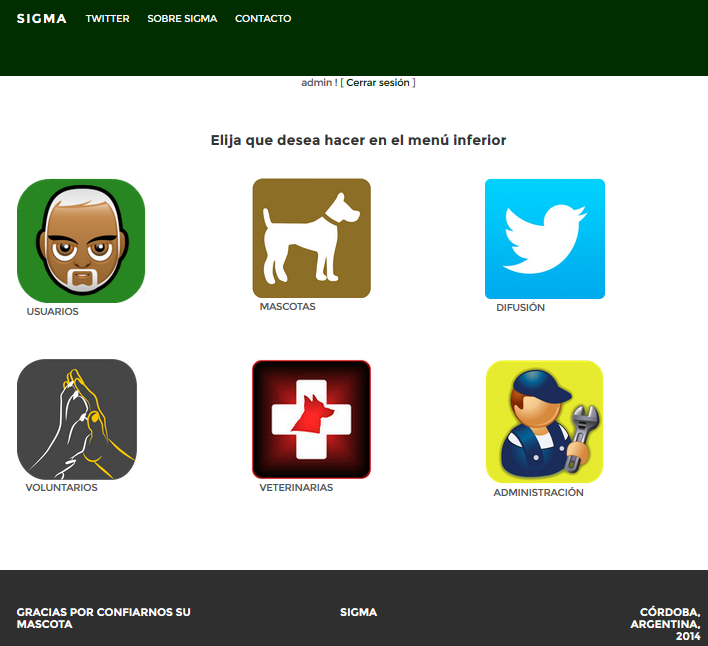 SIGMA TWITTER SOBRE SIGMA CONTACTO
admin ! [ Cerrar sesión ]
Elija que desea hacer en el menú inferior
USUARIOS
MASCOTAS
DIFUSIÓN
VOLUNTARIOS
VETERINARIAS
ADMINISTRACIÓN
GRACIAS POR CONFIARNOS SU
MASCOTA
SIGMA
CÓRDOBA,
ARGENTINA,
2014